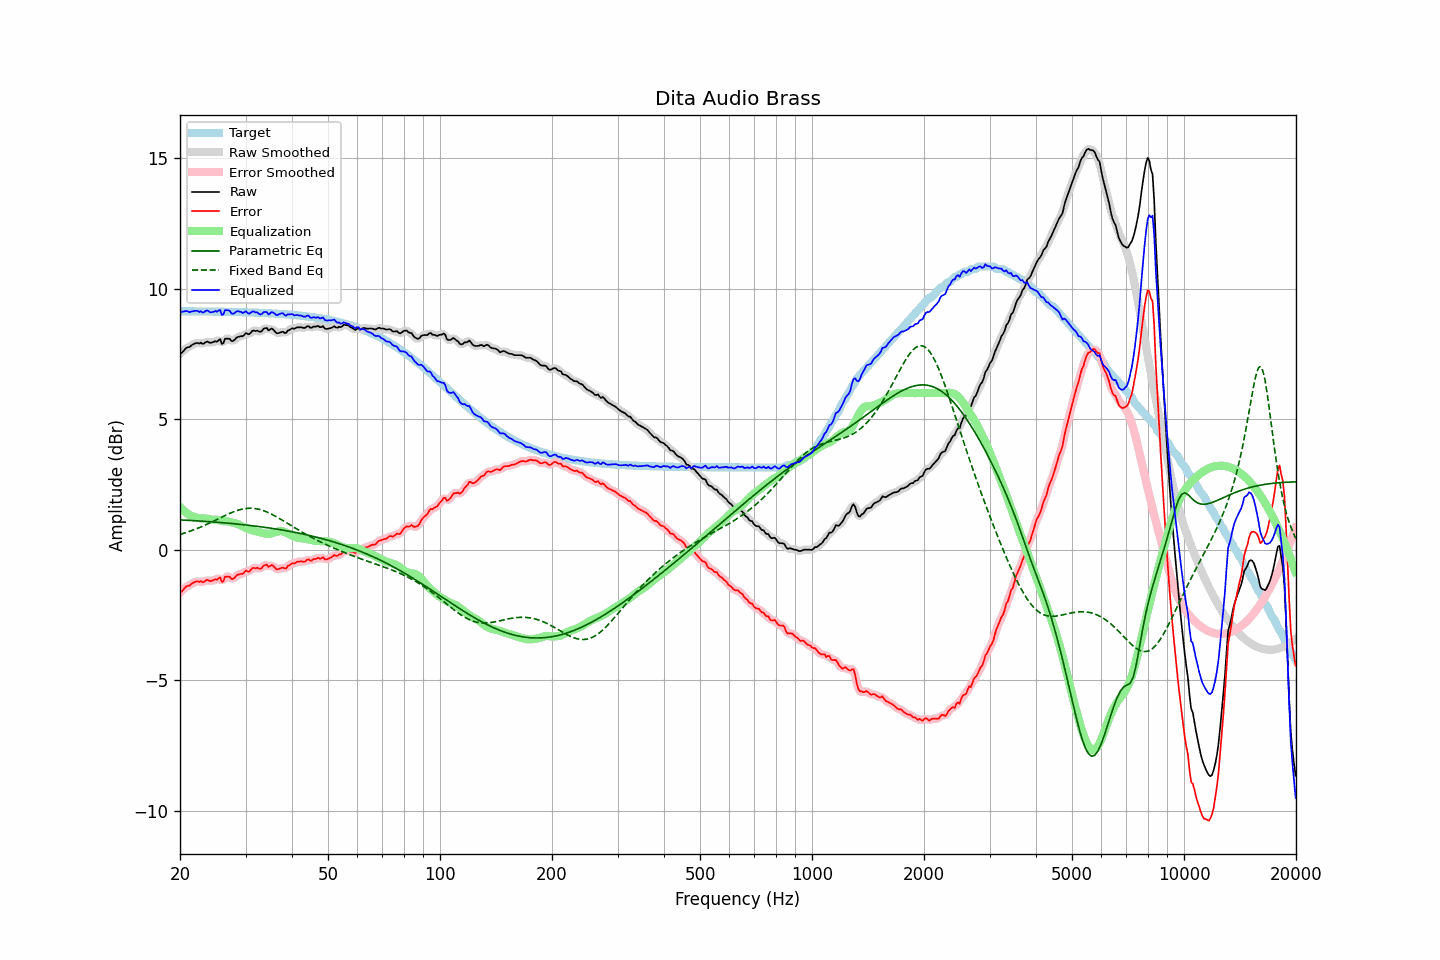 Dita Audio Brass
Target
Raw Smoothed
Error Smoothed
Raw
Error
Equalization
Parametric Eq
Fixed Band Eq
Equalized
15
10
5
0
−5
−10
Amplitude (dBr)
20 50 100 200 500 1000 2000 5000 10000 20000
Frequency (Hz)